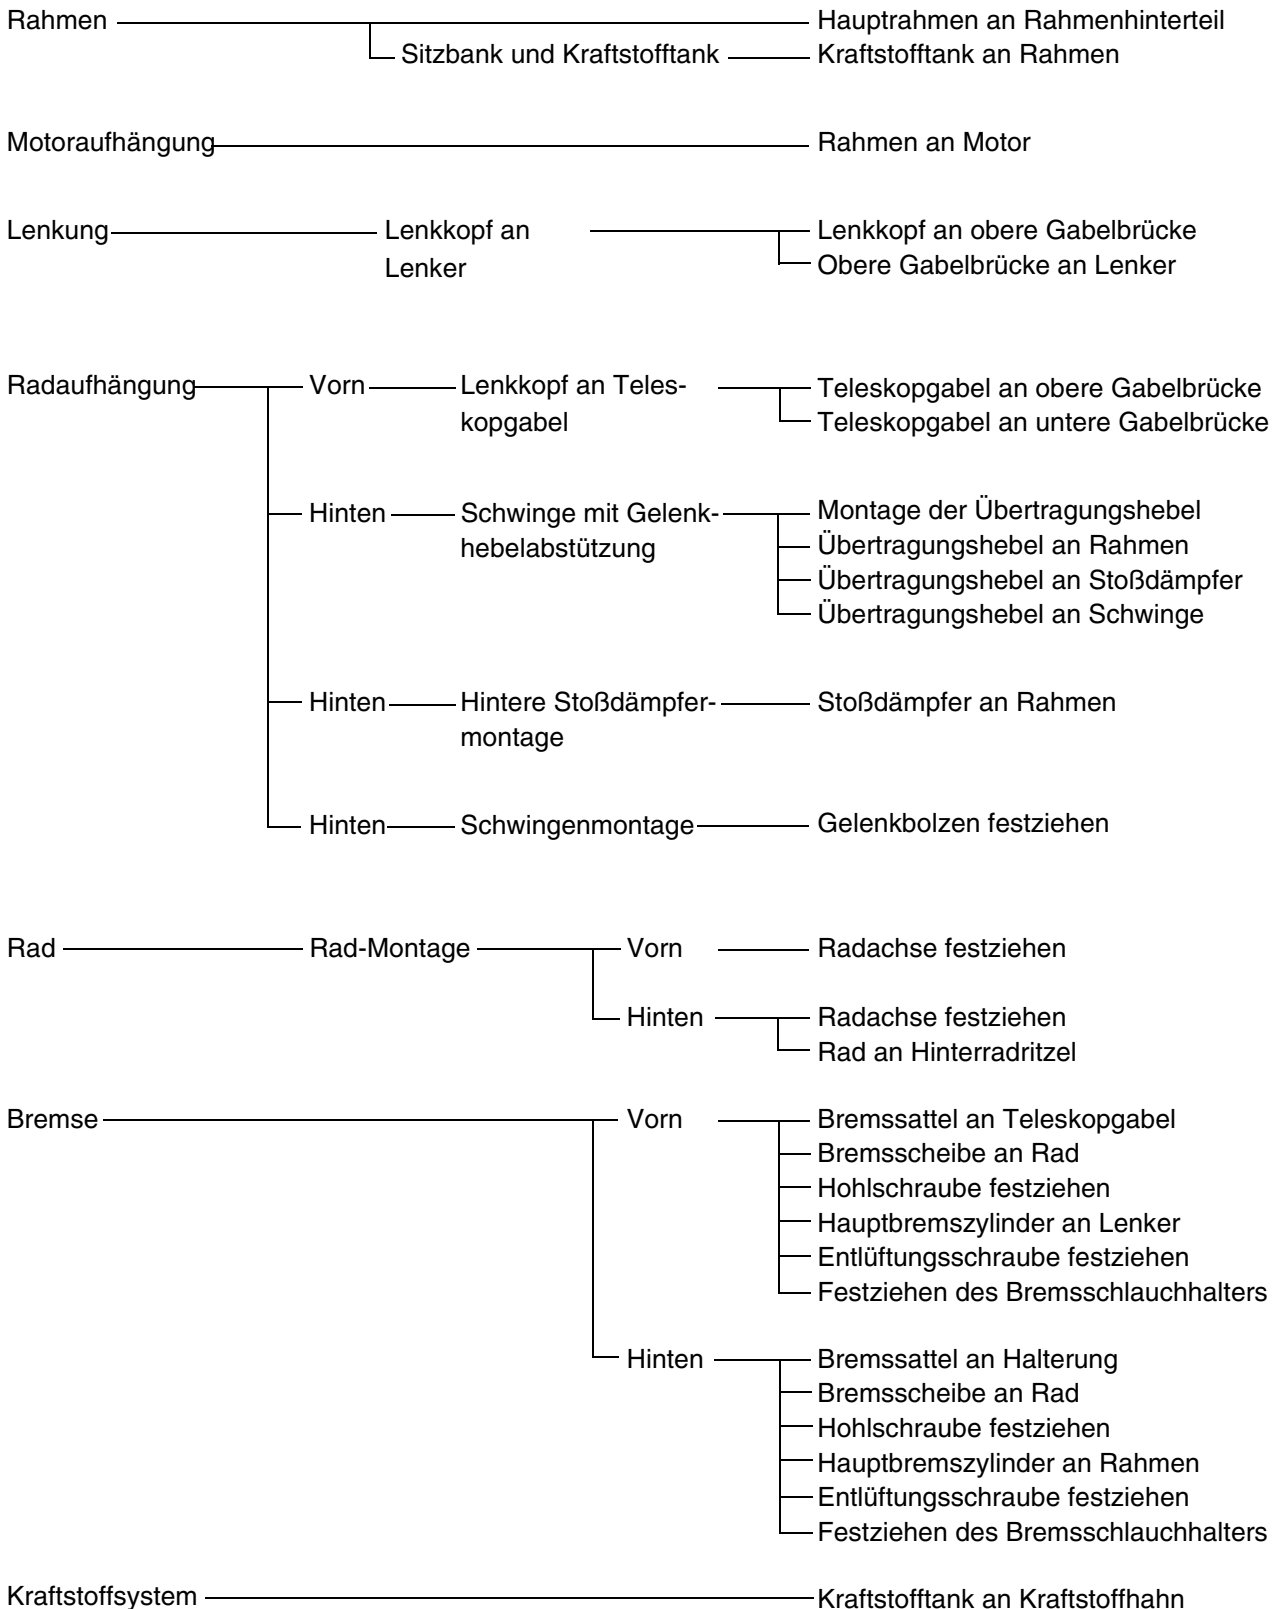 Rahmen Hauptrahmen an Rahmenhinterteil
Sitzbank und Kraftstofftank Kraftstofftank an Rahmen
Motoraufhängung Rahmen an Motor
Lenkung Lenkkopf an Lenkkopf an obere Gabelbrücke
Lenker Obere Gabelbrücke an Lenker
Radaufhängung Vorn Lenkkopf an Teles- Teleskopgabel an obere Gabelbrücke
kopgabel Teleskopgabel an untere Gabelbrücke
Hinten Schwinge mit Gelenk- Montage der Übertragungshebel
hebelabstützung Übertragungshebel an Rahmen
Übertragungshebel an Stoßdämpfer
Übertragungshebel an Schwinge
Hinten Hintere Stoßdämpfer- Stoßdämpfer an Rahmen
montage
Hinten Schwingenmontage Gelenkbolzen festziehen
Rad Rad-Montage Vorn Radachse festziehen
Hinten Radachse festziehen
Rad an Hinterradritzel
Bremse Vorn Bremssattel an Teleskopgabel
Bremsscheibe an Rad
Hohlschraube festziehen
Hauptbremszylinder an Lenker
Entlüftungsschraube festziehen
Festziehen des Bremsschlauchhalters
Hinten Bremssattel an Halterung
Bremsscheibe an Rad
Hohlschraube festziehen
Hauptbremszylinder an Rahmen
Entlüftungsschraube festziehen
Festziehen des Bremsschlauchhalters
Kraftstoffsystem Kraftstofftank an Kraftstoffhahn